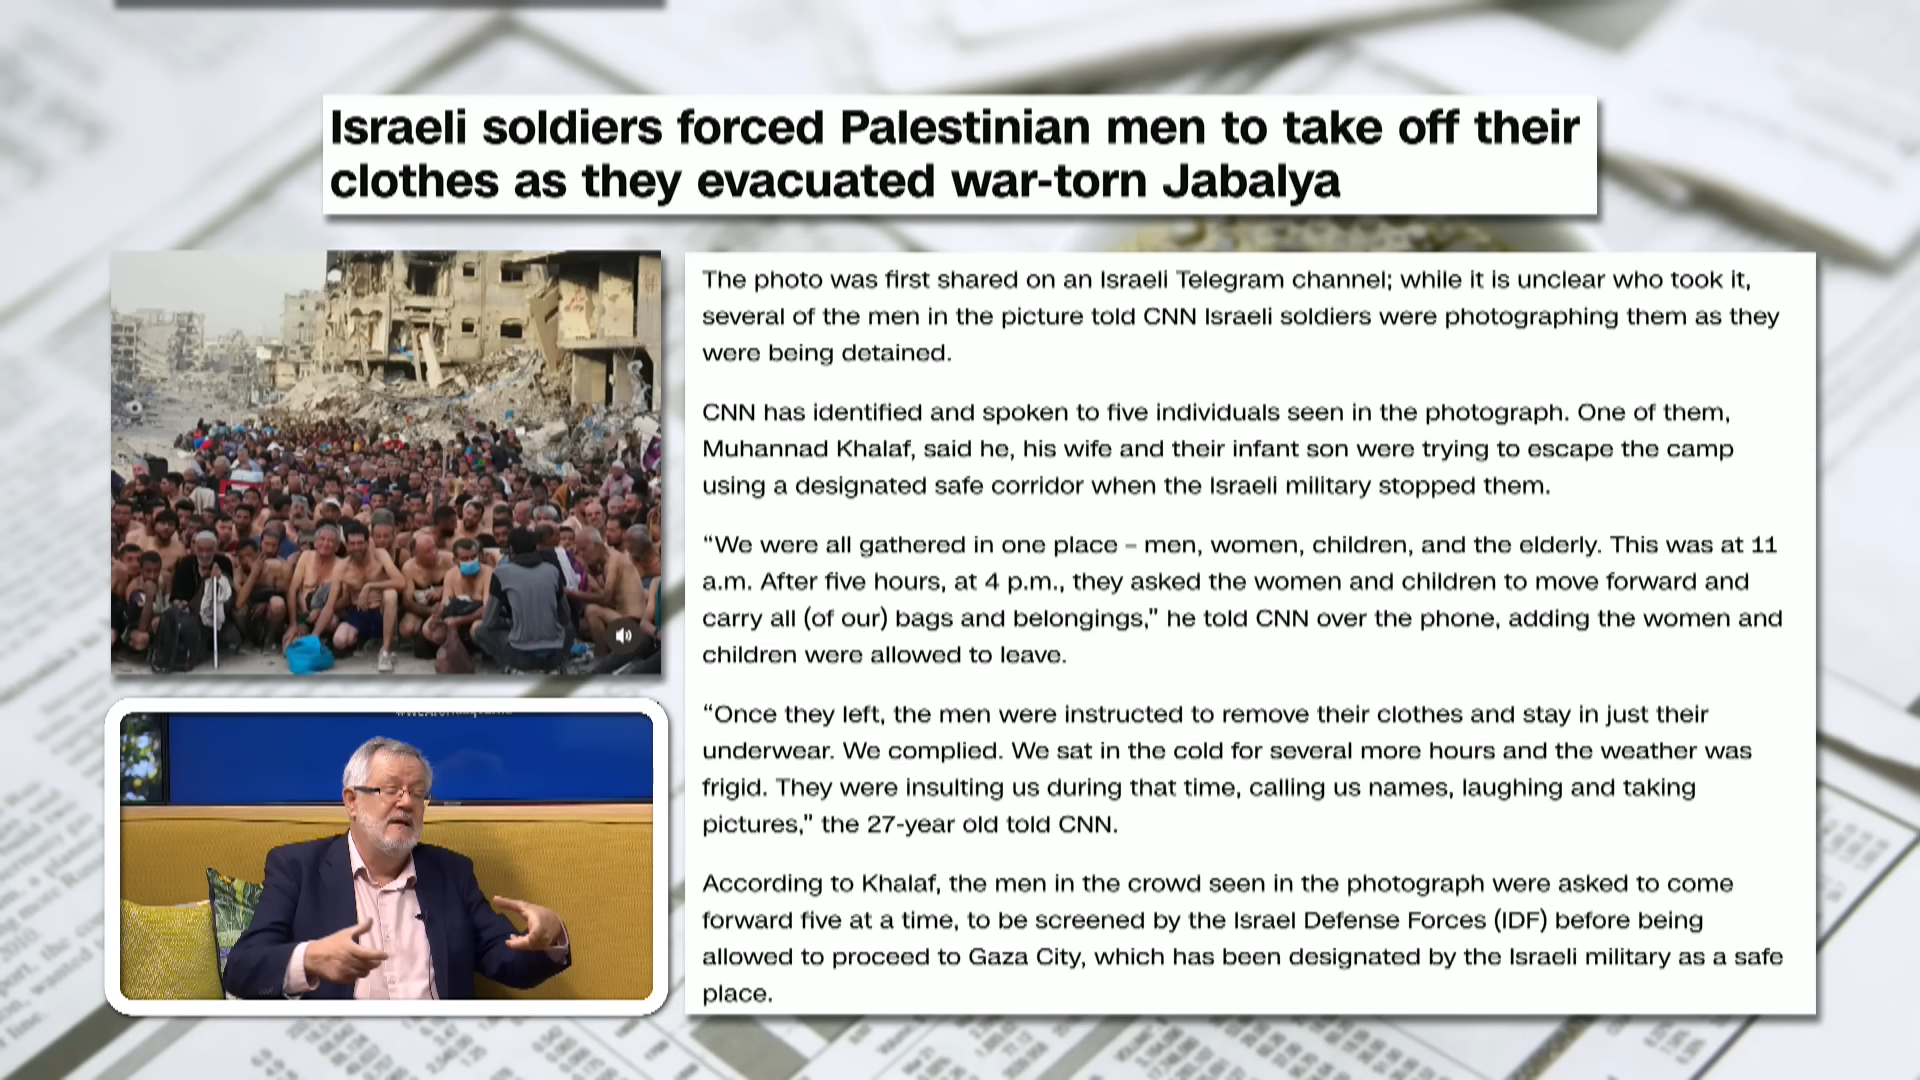 Israeli soldiers forced Palestinian men to take off their
clothes as they evacuated war-torn Jabalya
The photo was first shared on an Israeli Telegram channel; while it is unclear who took it,
several of the men in the picture told CNN Israeli soldiers were photographing them as they
were being detained.
CNN has identified and spoken to five individuals seen in the photograph. One of them,
Muhannad Khalaf, said he, his wife and their infant son were trying to escape the camp
using a designated safe corridor when the Israeli military stopped them.
“We were all gathered in one place – men, women, children, and the elderly. This was at 11
a.m. After five hours, at 4 p.m., they asked the women and children to move forward and
carry all (of our) bags and belongings,” he told CNN over the phone, adding the women and
children were allowed to leave.
“Once they left, the men were instructed to remove their clothes and stay in just their
underwear. We complied. We sat in the cold for several more hours and the weather was
frigid. They were insulting us during that time, calling us names, laughing and taking
pictures,” the 27-year old told CNN.
According to Khalaf, the men in the crowd seen in the photograph were asked to come
forward five at a time, to be screened by the Israel Defense Forces (IDF) before being
allowed to proceed to Gaza City, which has been designated by the Israeli military as a safe
place.